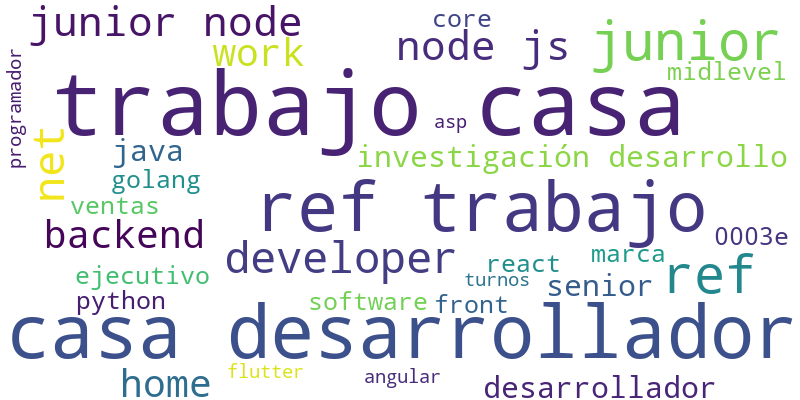 junior node
core
node js
junior
work
midlevel
programador
trabajo casa
asp
net
java
investigación desarrollo
golang
ventas
ref trabajo
backend
0003e
developer
marca
react
ref
ejecutivo
turnos
senior
python
software
front
casa desarrollador
home
flutter
angular
desarrollador